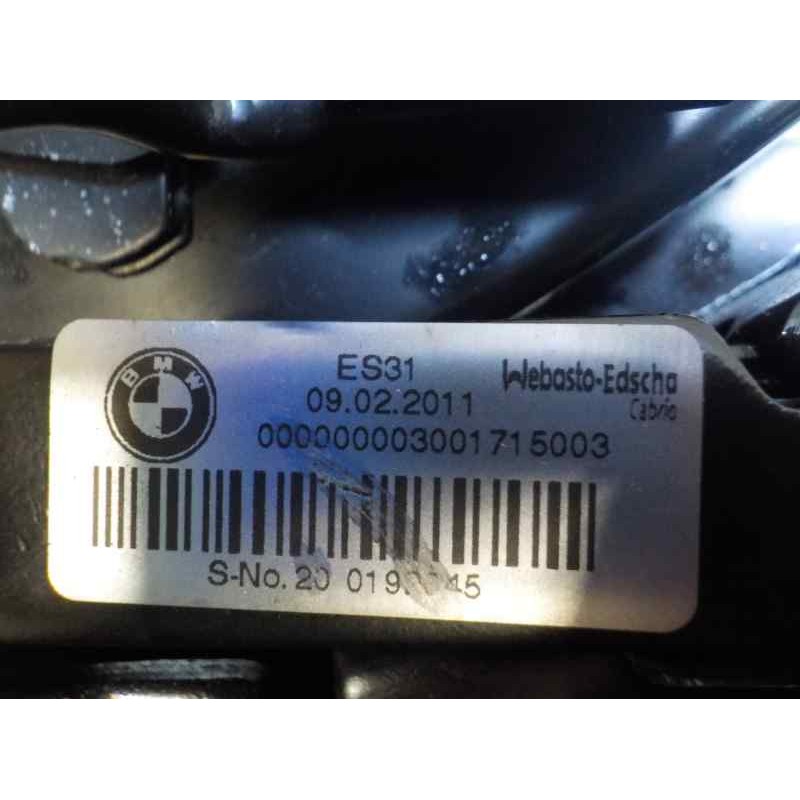 BMW
ES31
Webasto-Edscha
Cabrio
09.02.2011
000000003001715003
S-No. 20